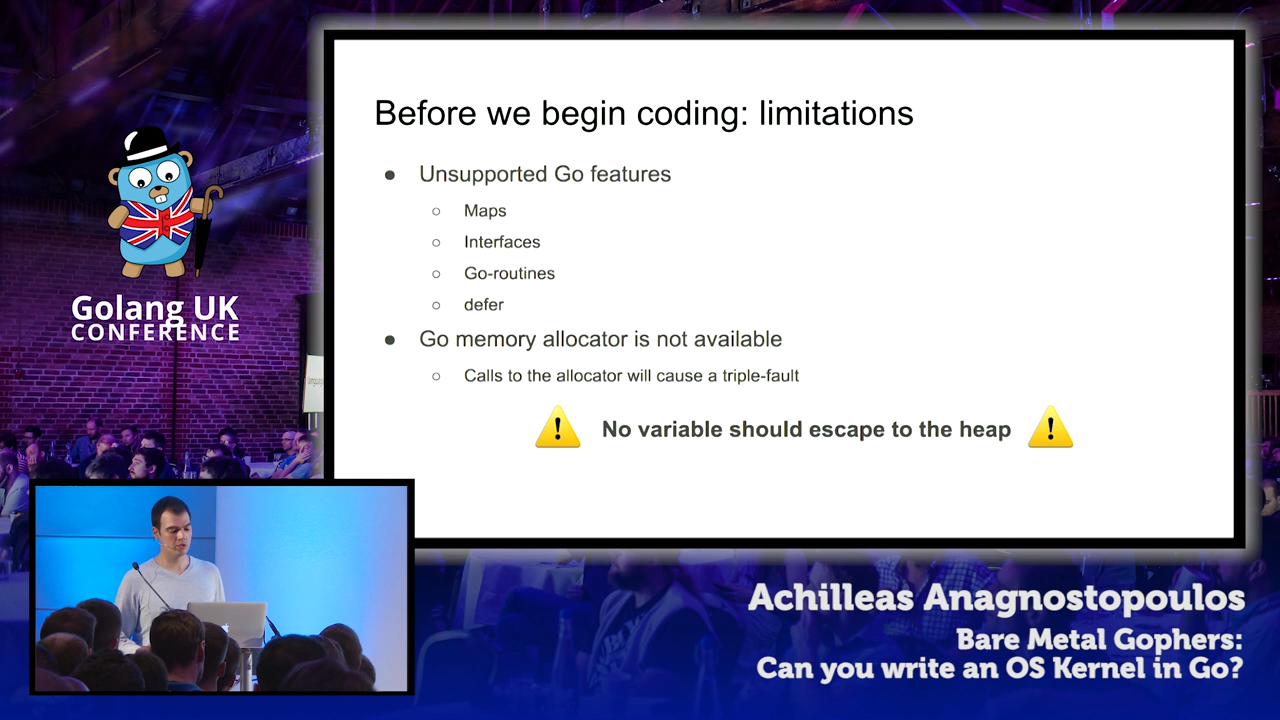 Before we begin coding: limitations
● Unsupported Go features
○ Maps
○ Interfaces
○ Go-routines
○ defer
● Go memory allocator is not available
○ Calls to the allocator will cause a triple-fault
No variable should escape to the heap
Golang UK
CONFERENCE
Achilleas Anagnostopoulos
Bare Metal Gophers:
Can you write an OS Kernel in Go?